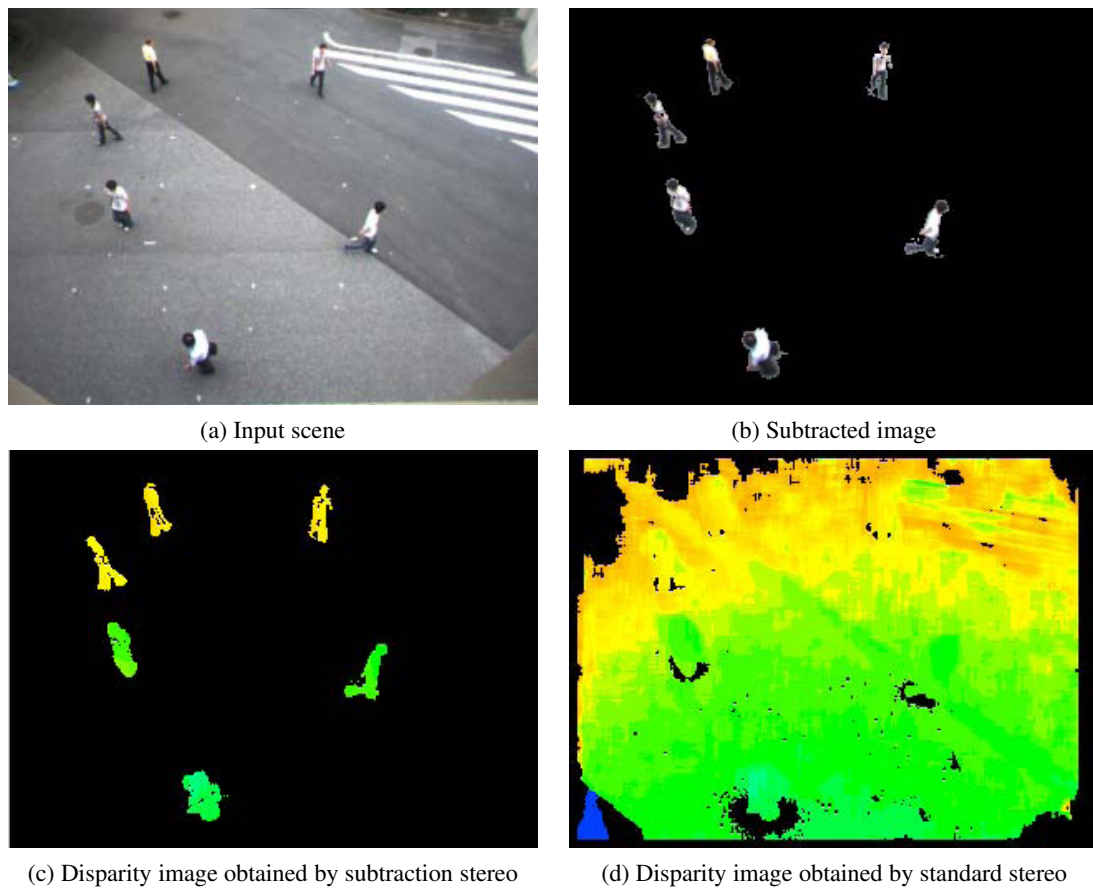 (a) Input scene
(b) Subtracted image
(c) Disparity image obtained by subtraction stereo
(d) Disparity image obtained by standard stereo